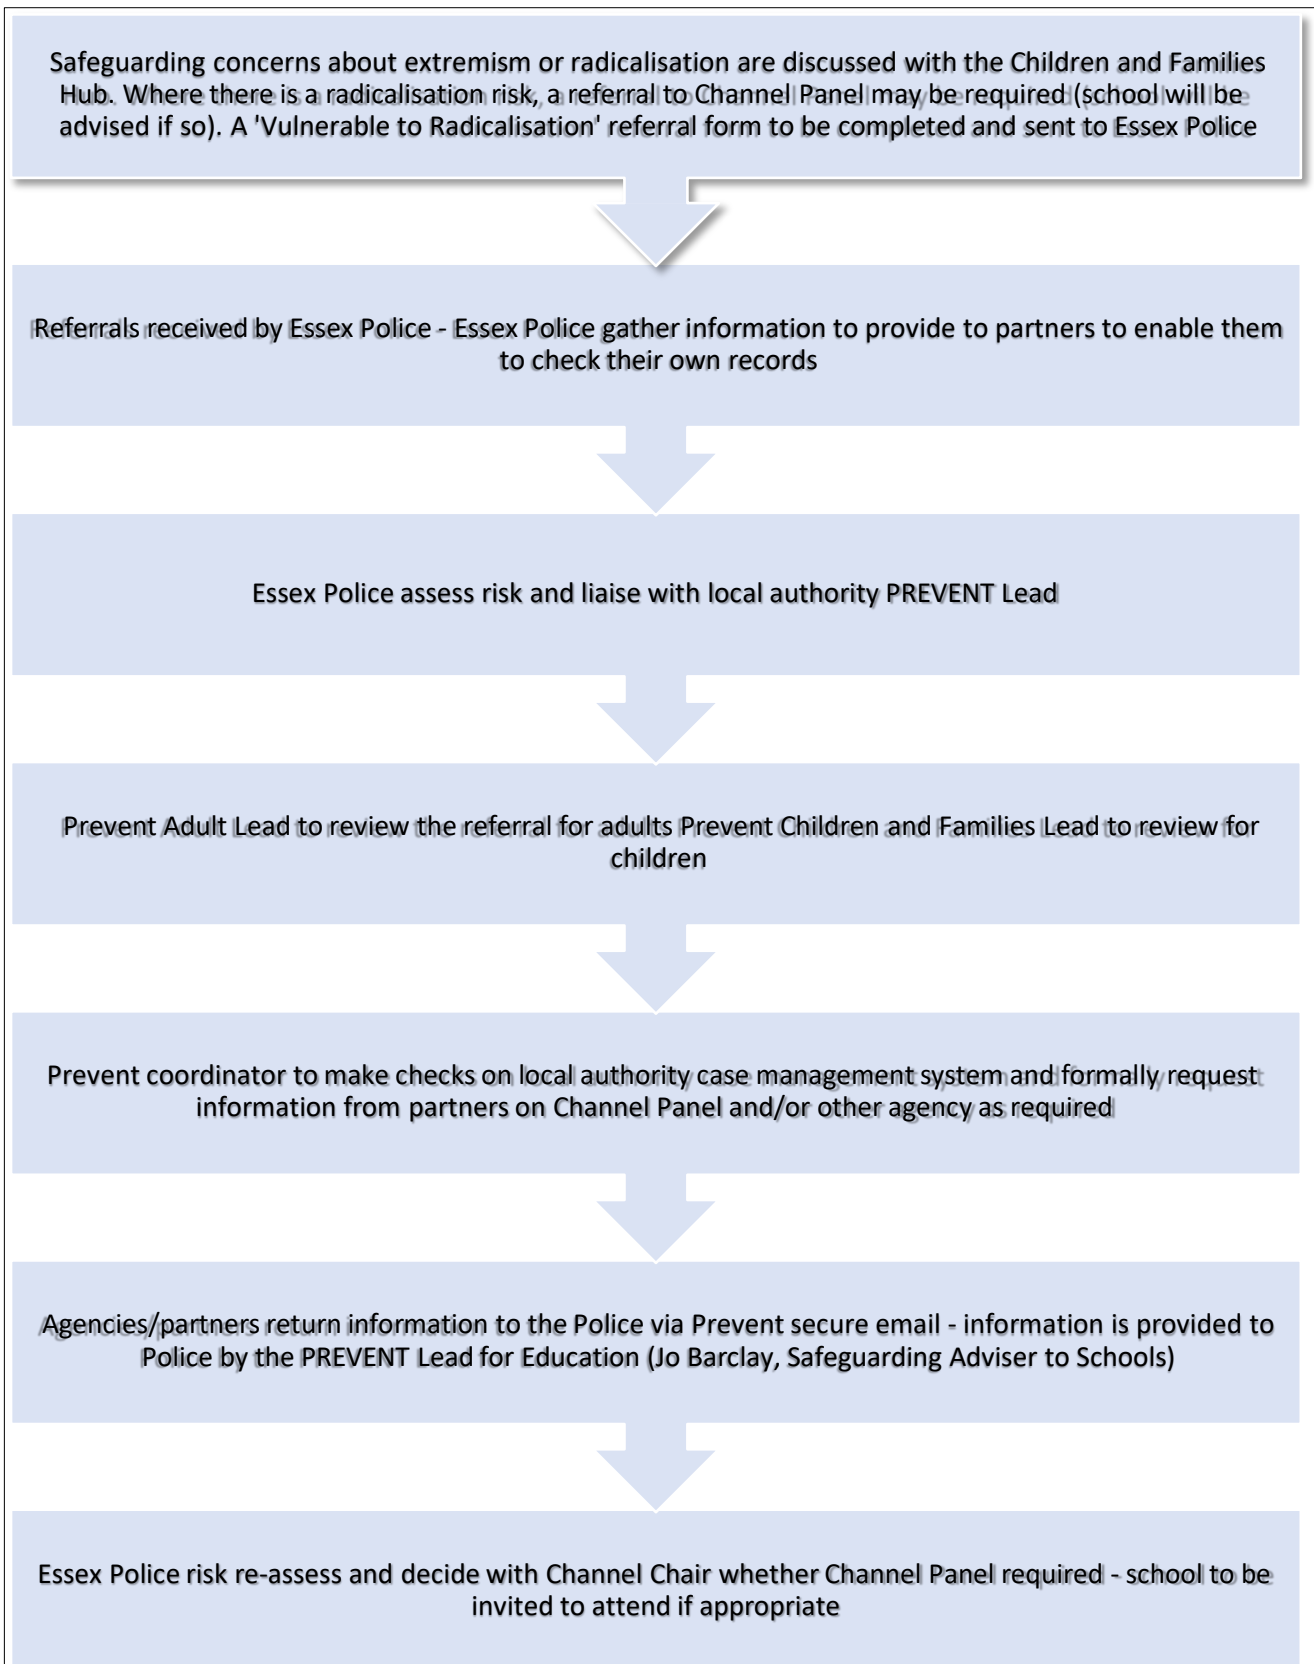 Safeguarding concerns about extremism or radicalisation are discussed with the Children and Families
Hub. Where there is a radicalisation risk, a referral to Channel Panel may be required (school will be
advised if so). A 'Vulnerable to Radicalisation' referral form to be completed and sent to Essex Police
Referrals received by Essex Police - Essex Police gather information to provide to partners to enable them
to check their own records
Essex Police assess risk and liaise with local authority PREVENT Lead
Prevent Adult Lead to review the referral for adults Prevent Children and Families Lead to review for
children
Prevent coordinator to make checks on local authority case management system and formally request
information from partners on Channel Panel and/or other agency as required
Agencies/partners return information to the Police via Prevent secure email - information is provided to
Police by the PREVENT Lead for Education (Jo Barclay, Safeguarding Adviser to Schools)
Essex Police risk re-assess and decide with Channel Chair whether Channel Panel required - school to be
invited to attend if appropriate